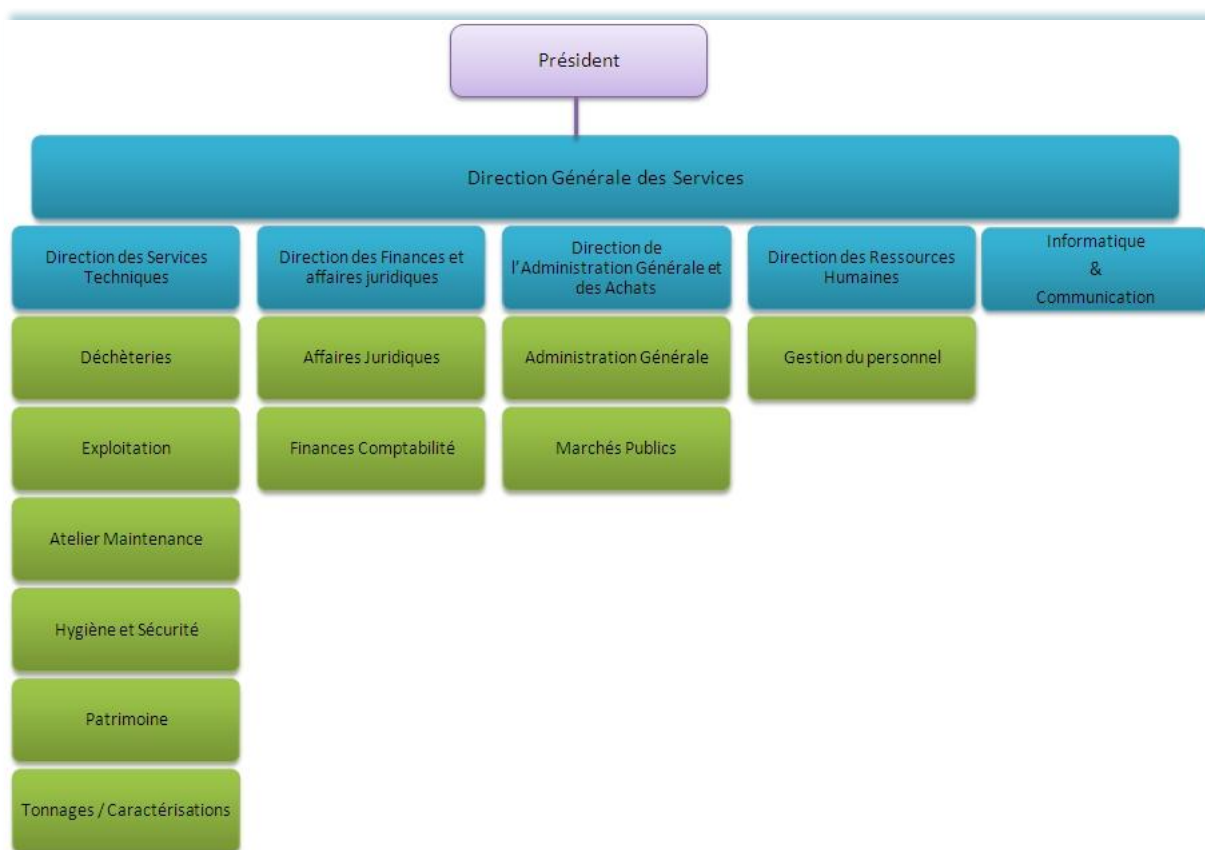 Président
Direction Générale des Services
Direction des Services
Techniques
Direction des Finances et
affaires juridiques
Direction de
l'Administration Générale et
des Achats
Direction des Ressources
Humaines
Informatique
&
Communication
Déchèteries
Affaires Juridiques
Administration Générale
Gestion du personnel
Exploitation
Finances Comptabilité
Marchés Publics
Atelier Maintenance
Hygiène et Sécurité
Patrimoine
Tonnages / Caractérisations